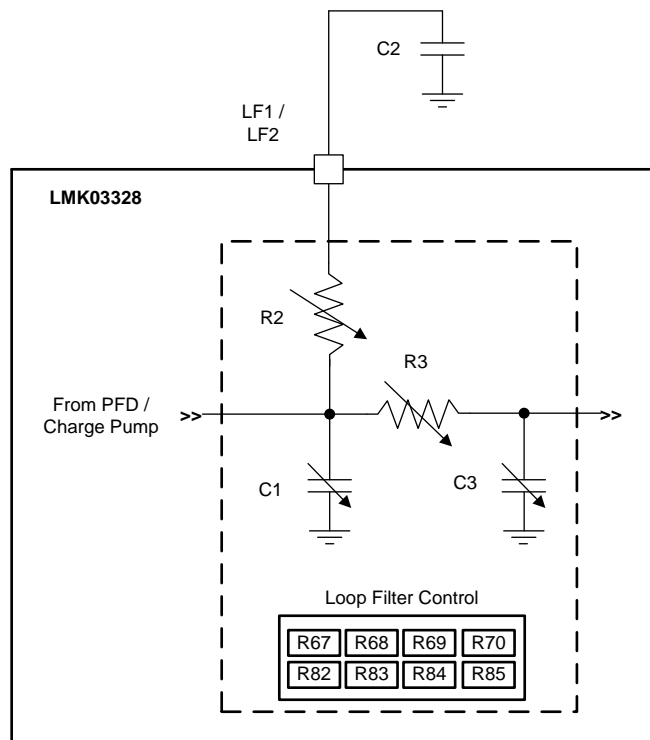 C2
LF1 /
LF2
LMK03328
R2
R3
From PFD /
Charge Pump
>>
>>
C1
C3
Loop Filter Control
R67 R68 R69 R70
R82 R83 R84 R85